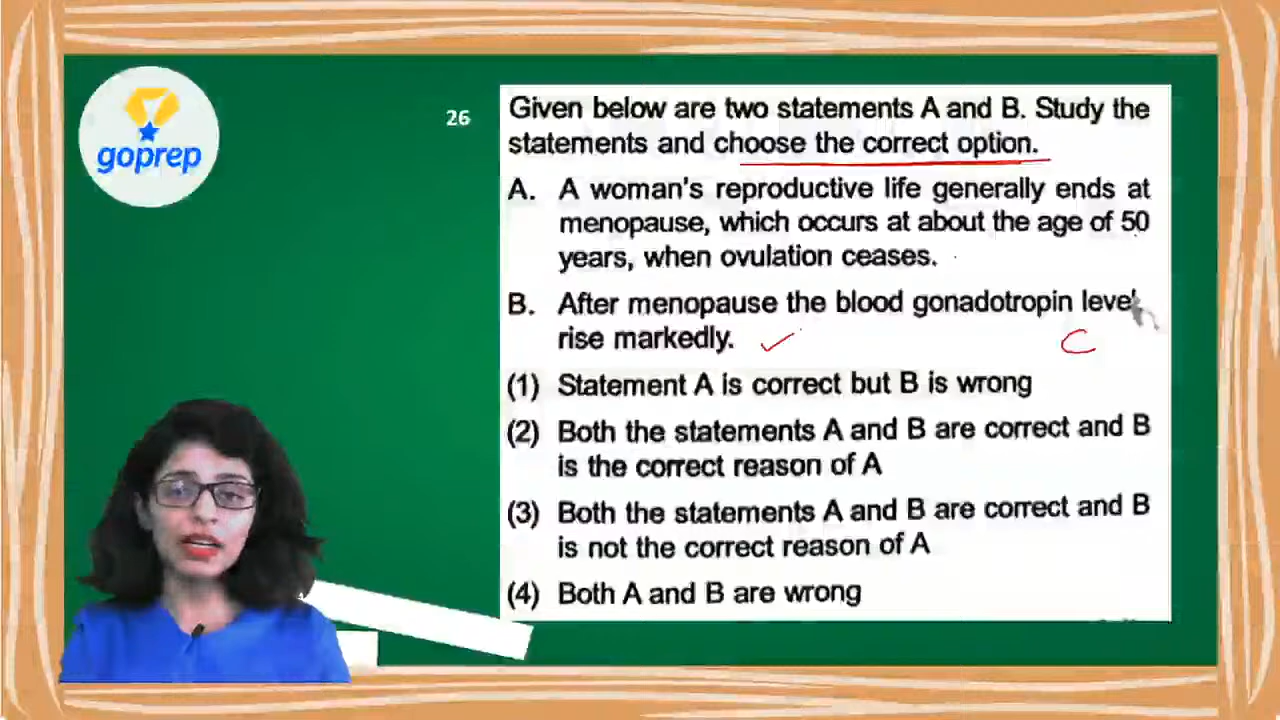 goprep
26
Given below are two statements A and B. Study the
statements and choose the correct option.
A. A woman's reproductive life generally ends at
menopause, which occurs at about the age of 50
years, when ovulation ceases.
B. After menopause the blood gonadotropin level
rise markedly.
C
(1) Statement A is correct but B is wrong
(2) Both the statements A and B are correct and B
is the correct reason of A
(3) Both the statements A and B are correct and B
is not the correct reason of A
(4) Both A and B are wrong